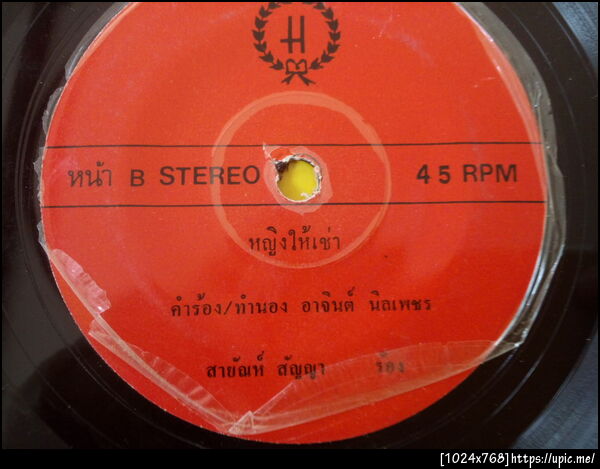 H
หน้า B STEREO 45 RPM
หญิงให้เช่า
คำร้อง/ทำนอง อาจินต์ นิลเพชร
สายัณห์ สัญญา ร้อง
[1024x768]https://upic.me/